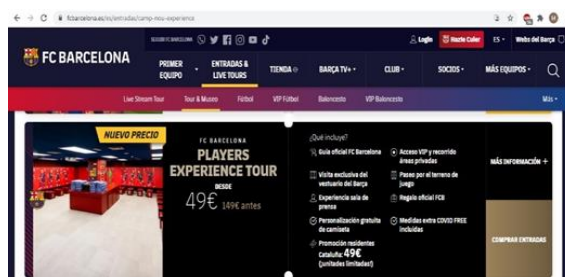 fcbarcelona.es/es/entradas/camp-nou-experience
Login
Hazte Culer
ES
Webs del Barça
FC BARCELONA
PRIMER EQUIPO
ENTRADAS & LIVE TOURS
TIENDA
BARÇA TV+
CLUB
SOCIOS
MÁS EQUIPOS
Live Stream Tour
Tour & Museo
Fútbol
VIP Fútbol
Baloncesto
VIP Baloncesto
Más
NUEVO PRECIO
FC BARCELONA
PLAYERS
EXPERIENCE TOUR
DESDE
49€ 149€ antes
¿Qué incluye?
Guía oficial FC Barcelona
Visita exclusiva del
vestuario del Barça
Experiencia sala de
prensa
Personalización gratuita
de camiseta
Promoción residentes
Cataluña: 49€
(¡unitades limitadas!)
Acceso VIP y recorrido
áreas privadas
Paseo por el terreno de
juego
Regalo oficial FCB
Medidas extra COVID FREE
incluidas
MÁS INFORMACIÓN +
COMPRAR ENTRADAS